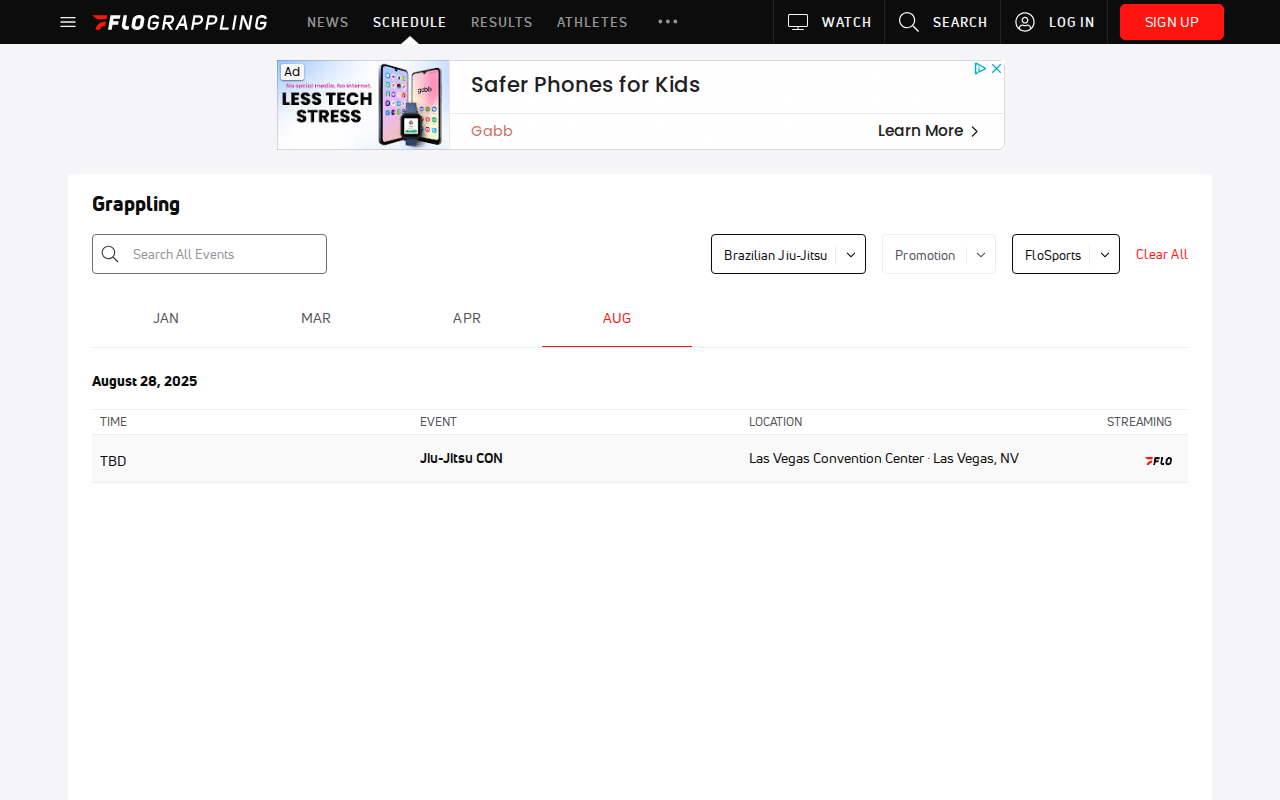 FLOGRAPPLING NEWS SCHEDULE RESULTS ATHLETES WATCH SEARCH LOG IN SIGN UP
Ad
No social media. No internet.
LESS TECH
STRESS
gabb
Safer Phones for Kids
Gabb
Learn More
Grappling
Search All Events
Brazilian Jiu-Jitsu
Promotion
FloSports
Clear All
JAN MAR APR AUG
August 28, 2025
TIME EVENT LOCATION STREAMING
TBD Jiu-Jitsu CON Las Vegas Convention Center · Las Vegas, NV FLO